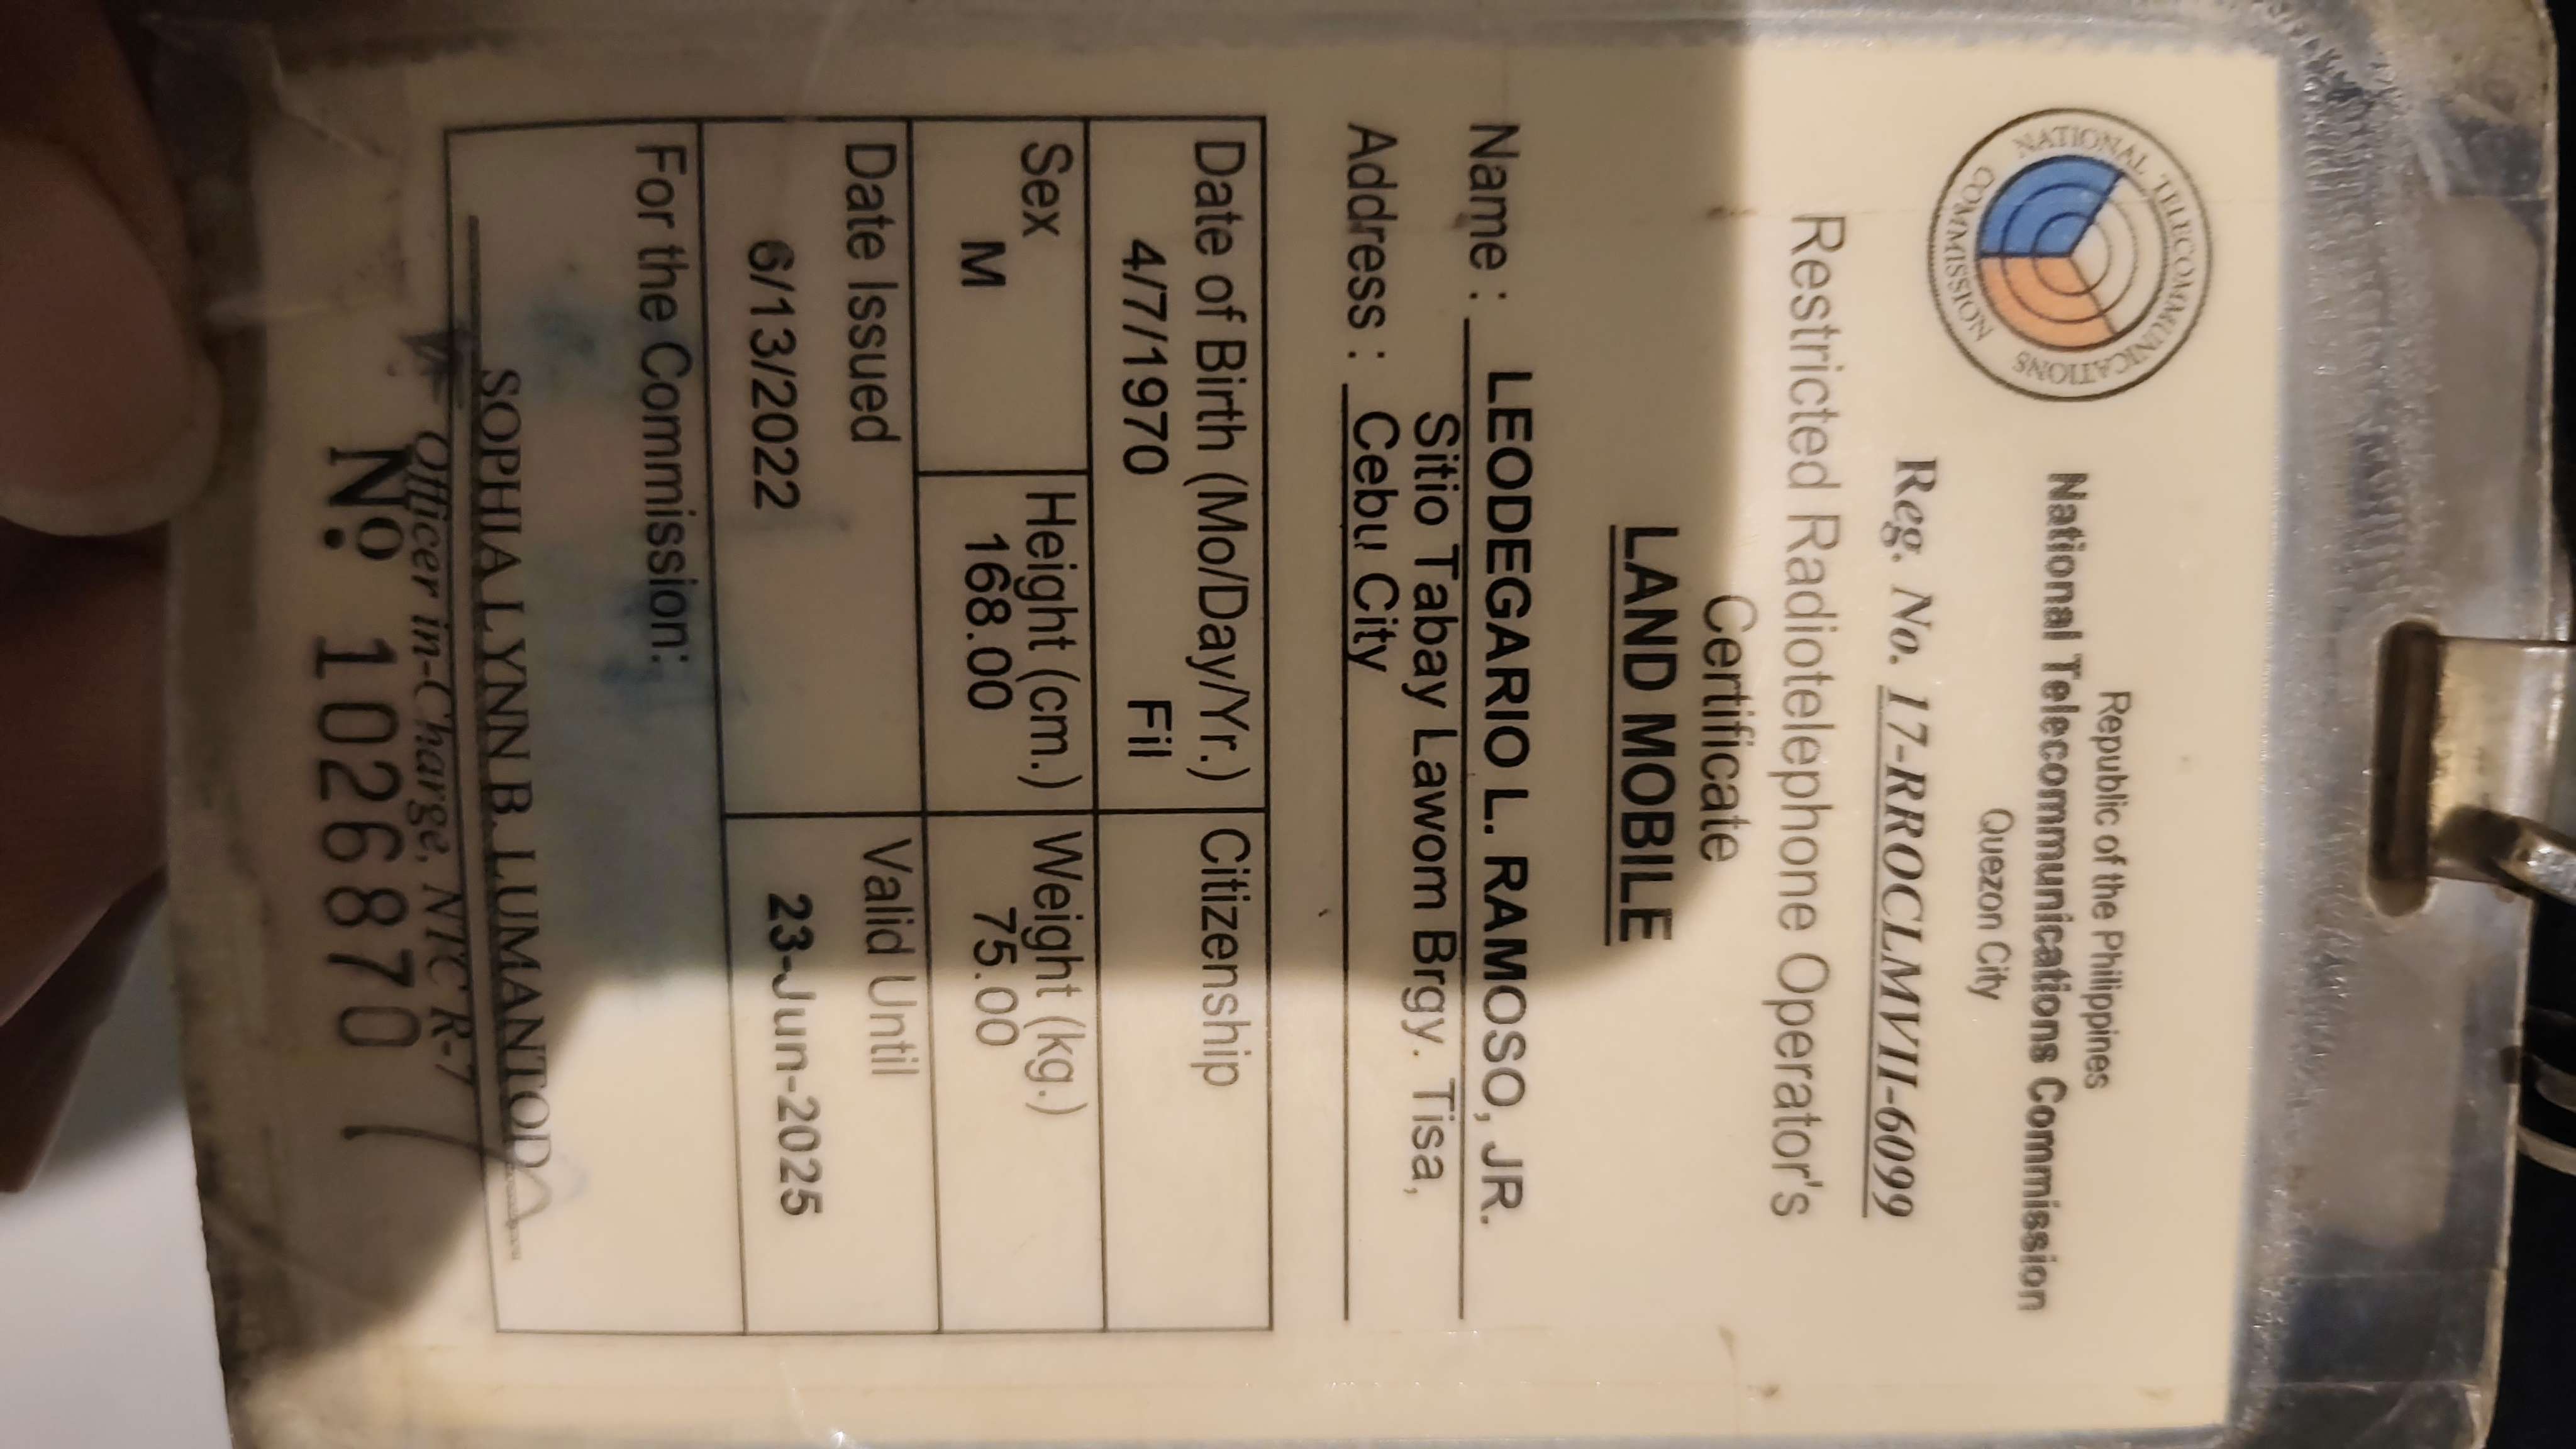 NATIONAL TELECOMMUNICATIONS COMMISSION
Republic of the Philippines
National Telecommunications Commission
Quezon City
Reg. No. 17-RROCLMVII-6099
Restricted Radiotelephone Operator's
Certificate
LAND MOBILE
Name : LEODEGARIO L. RAMOSO, JR.
Sitio Tabay Lawom Brgy. Tisa,
Address : Cebu City
Date of Birth (Mo/Day/Yr.) Citizenship
4/7/1970 Fil
Sex Height (cm.) Weight (kg.)
M 168.00 75.00
Date Issued Valid Until
6/13/2022 23-Jun-2025
For the Commission:
SOPHIA LYNN B. LUMANTOD
Officer in-Charge, NTC R-7
No. 1026870